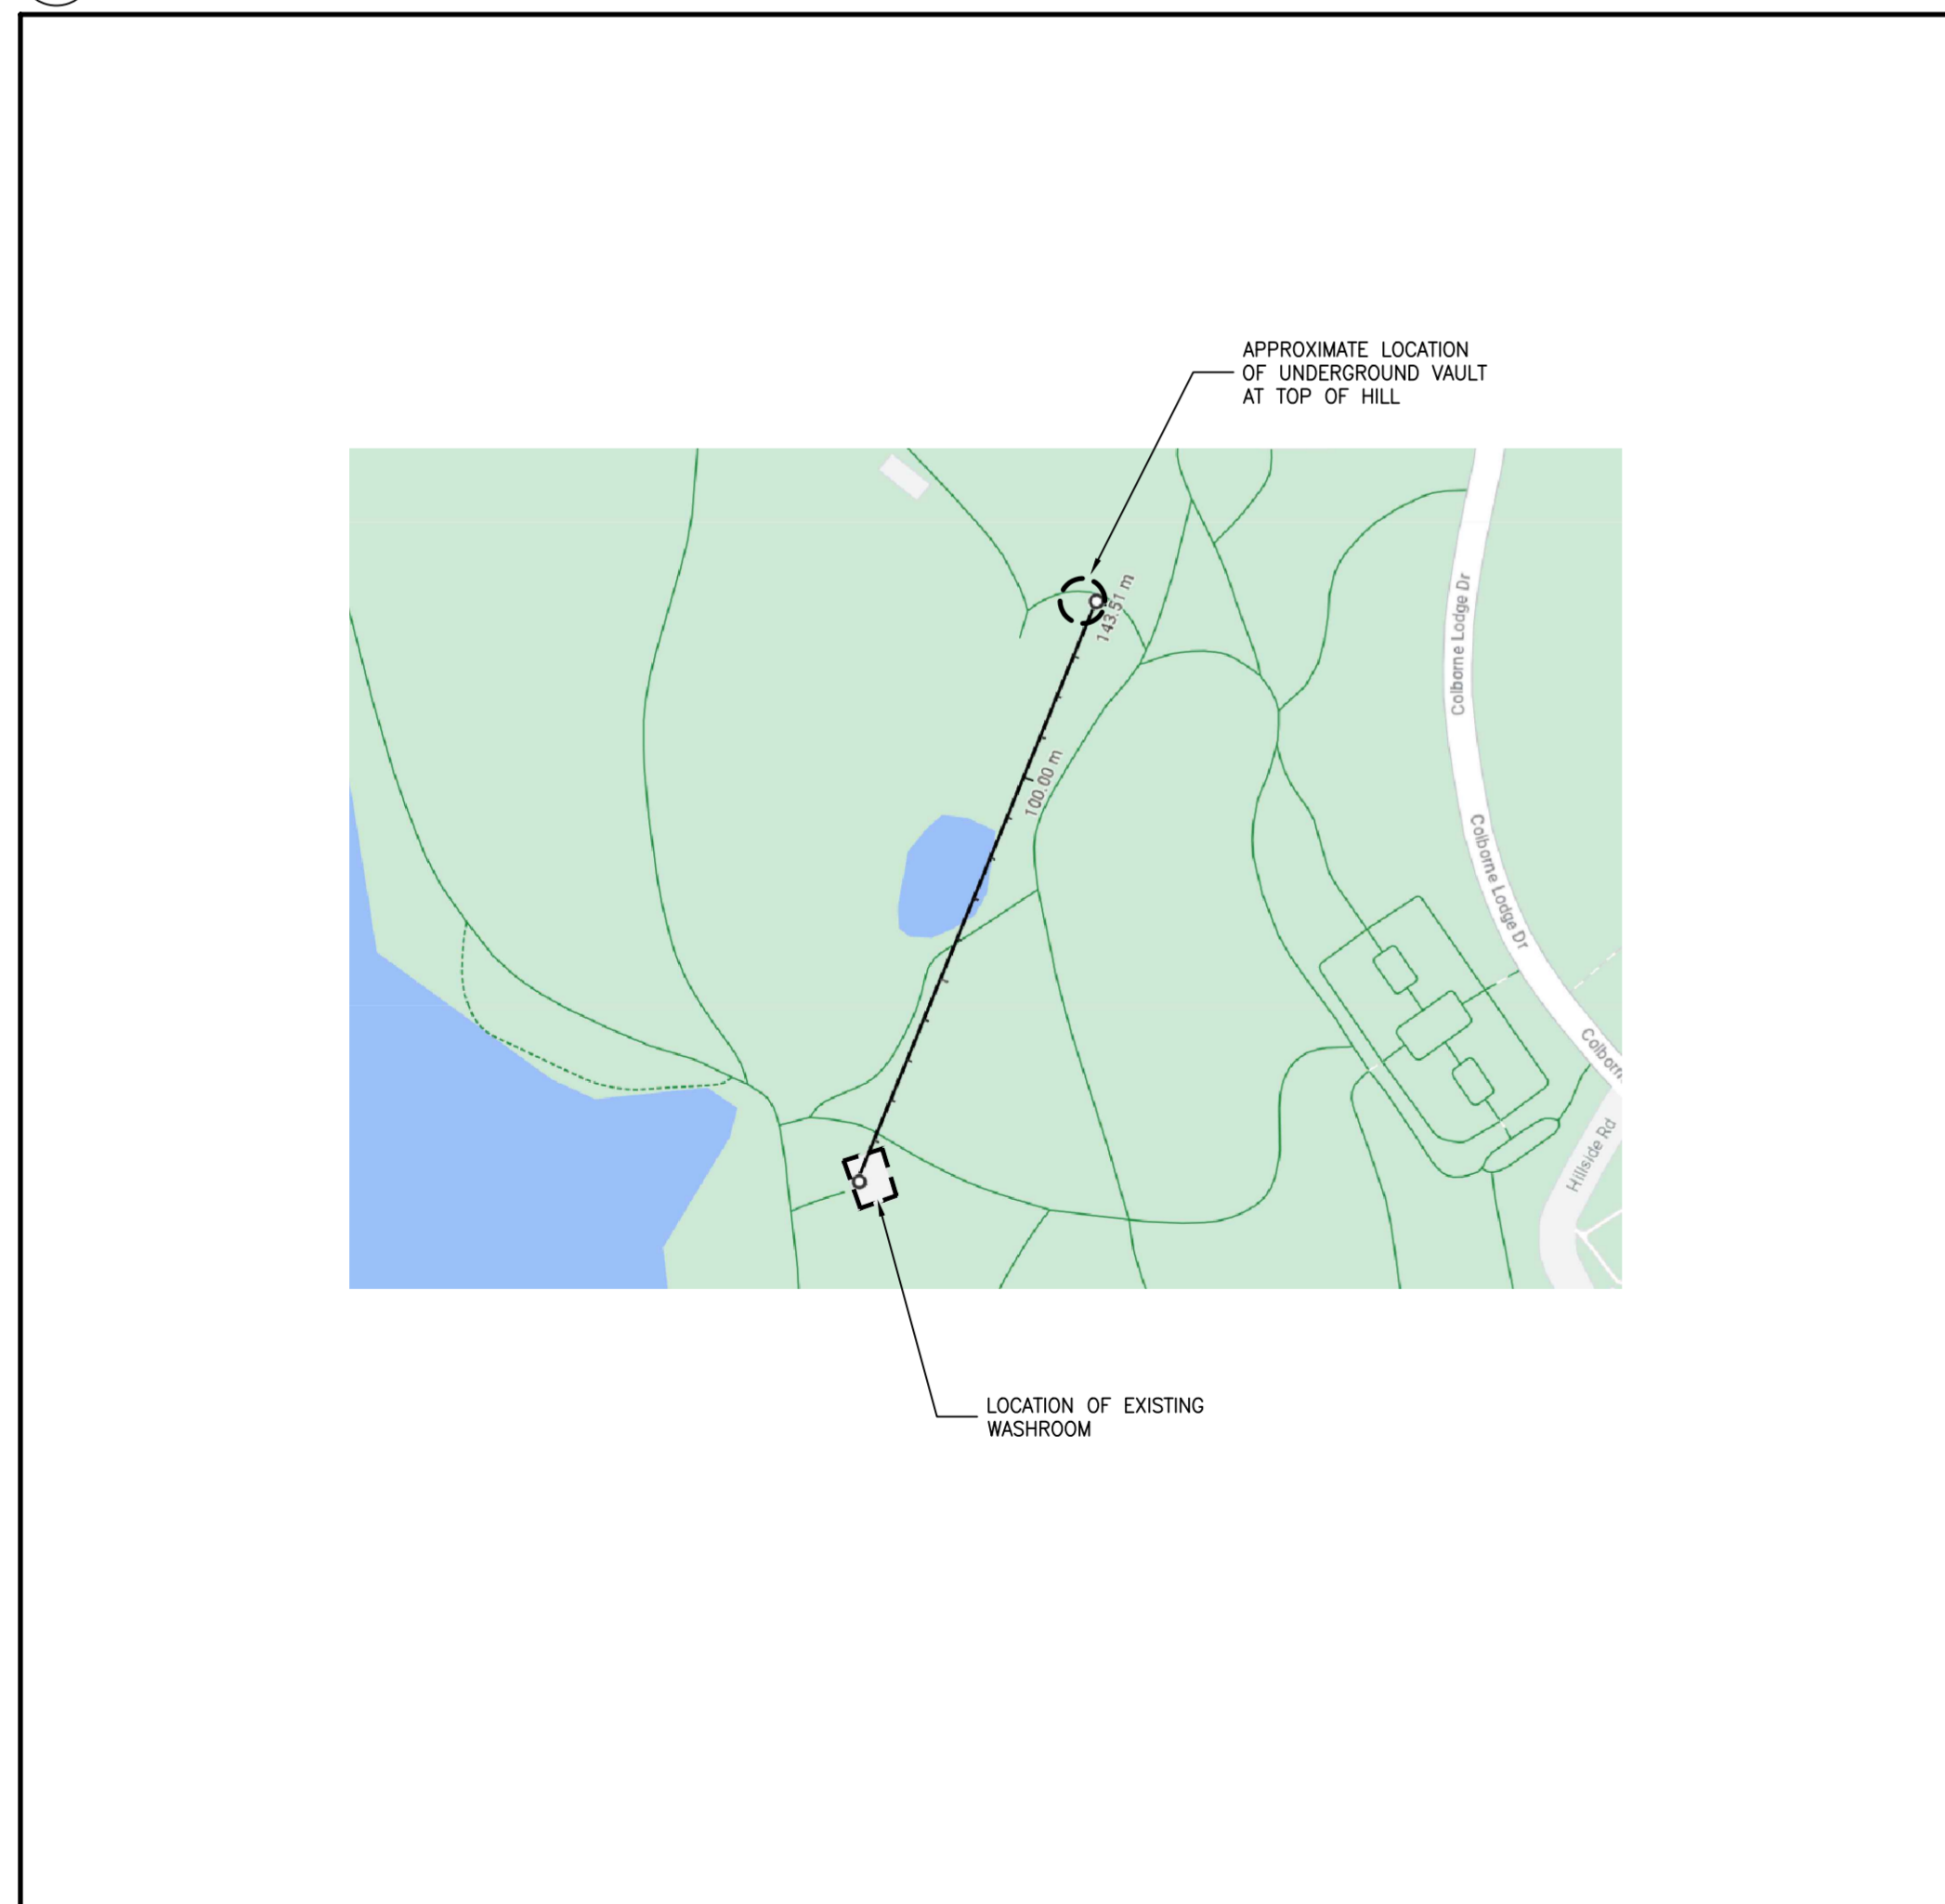 APPROXIMATE LOCATION
OF UNDERGROUND VAULT
AT TOP OF HILL
143.51 m
Colborne Lodge Dr
100.00 m
Colborne Lodge Dr
Hillside Rd
LOCATION OF EXISTING
WASHROOM